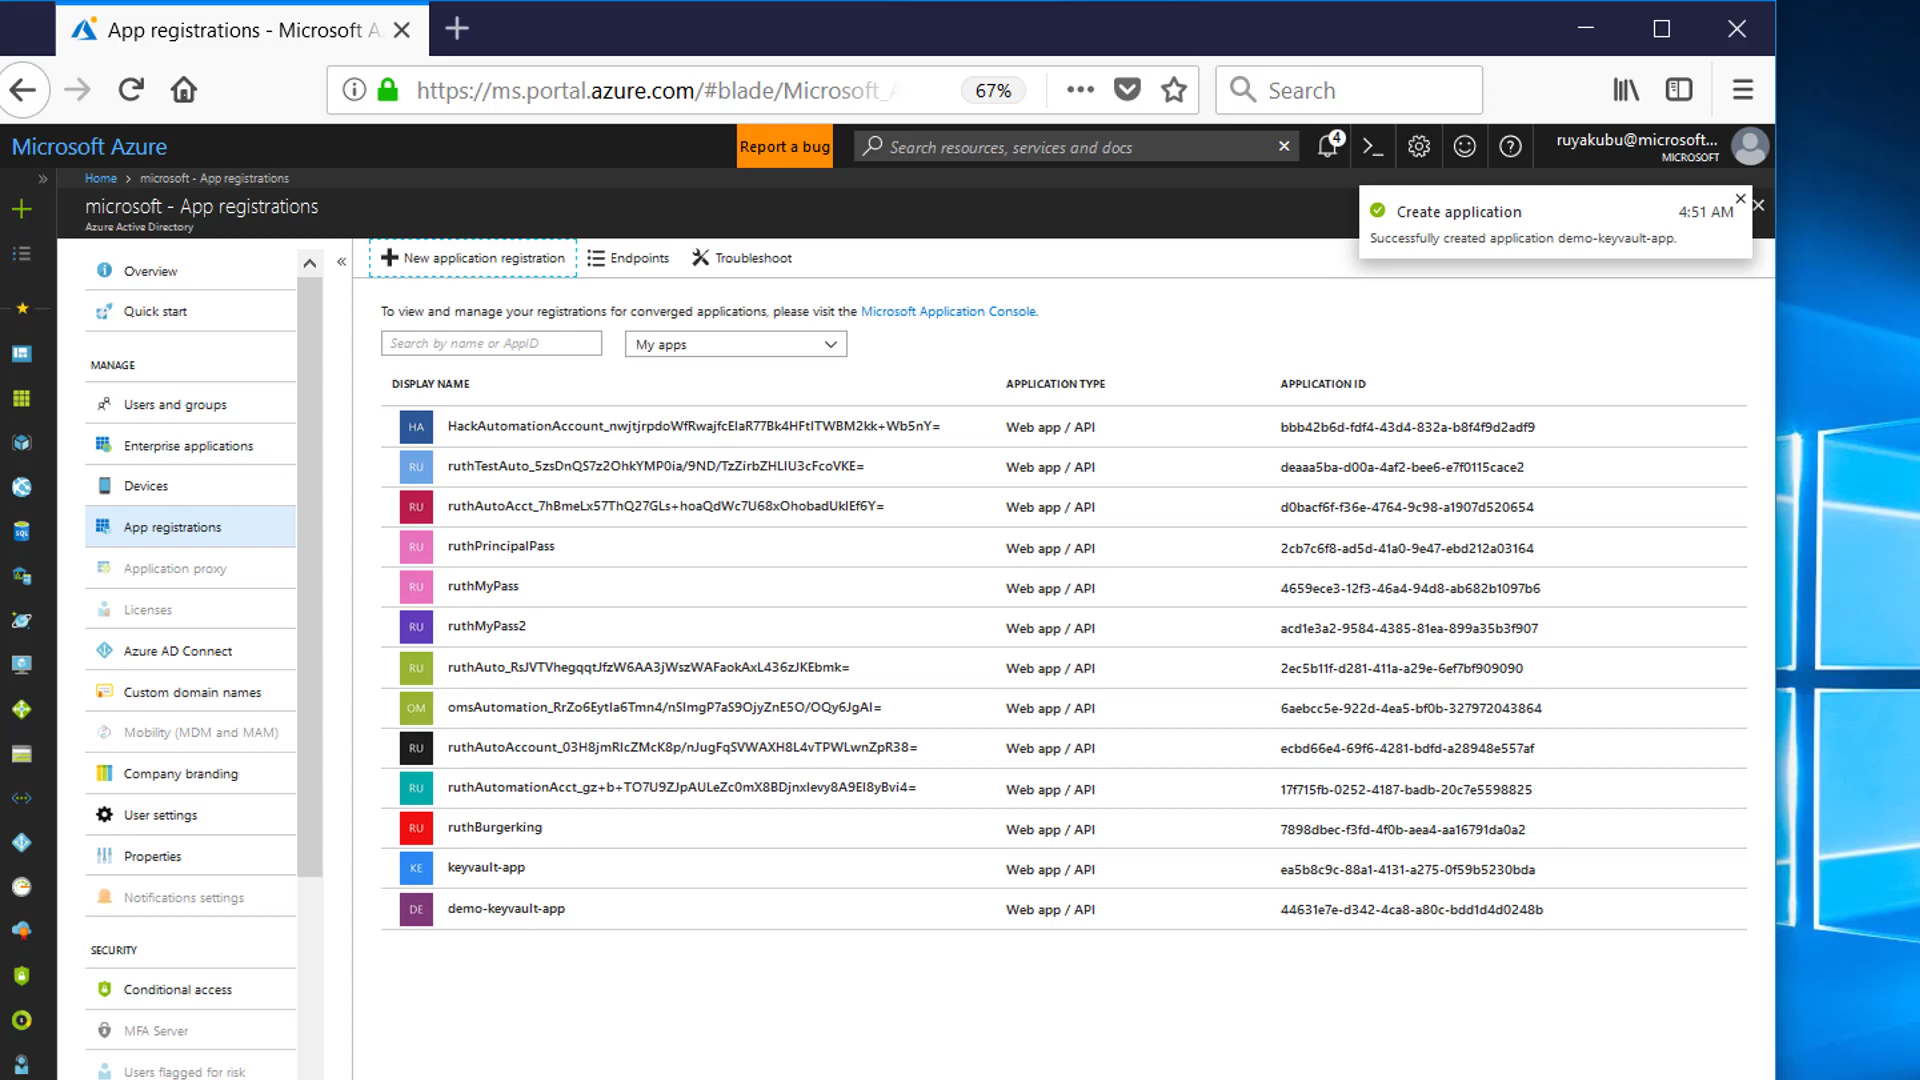 App registrations - Microsoft A
https://ms.portal.azure.com/#blade/Microsoft_A
67%
Search
Microsoft Azure
Report a bug
Search resources, services and docs
4
ruyakubu@microsoft...
MICROSOFT
Home > microsoft - App registrations
microsoft - App registrations
Azure Active Directory
Create application
4:51 AM
Successfully created application demo-keyvault-app.
Overview
Quick start
MANAGE
Users and groups
Enterprise applications
Devices
App registrations
Application proxy
Licenses
Azure AD Connect
Custom domain names
Mobility (MDM and MAM)
Company branding
User settings
Properties
Notifications settings
SECURITY
Conditional access
MFA Server
Users flagged for risk
New application registration
Endpoints
Troubleshoot
To view and manage your registrations for converged applications, please visit the Microsoft Application Console.
Search by name or AppID
My apps
DISPLAY NAME APPLICATION TYPE APPLICATION ID
HA HackAutomationAccount_nwjtjrpdoWfRwajfcEIaR77Bk4HFtITWBM2kk+Wb5nY= Web app / API bbb42b6d-fdf4-43d4-832a-b8f4f9d2adf9
RU ruthTestAuto_5zsDnQS7z2OhkYMP0ia/9ND/TzZirbZHLIU3cFcoVKE= Web app / API deaaa5ba-d00a-4af2-bee6-e7f0115cace2
RU ruthAutoAcct_7hBmeLx57ThQ27GLs+hoaQdWc7U68xOhobadUkIEf6Y= Web app / API d0bacf6f-f36e-4764-9c98-a1907d520654
RU ruthPrincipalPass Web app / API 2cb7c6f8-ad5d-41a0-9e47-ebd212a03164
RU ruthMyPass Web app / API 4659ece3-12f3-46a4-94d8-ab682b1097b6
RU ruthMyPass2 Web app / API acd1e3a2-9584-4385-81ea-899a35b3f907
RU ruthAuto_RsJVTVhegqqtJfzW6AA3jWszWAFaokAxL436zJKEbmk= Web app / API 2ec5b11f-d281-411a-a29e-6ef7bf909090
OM omsAutomation_RrZo6EytIa6Tmn4/nSImgP7aS9OjyZnE5O/OQy6JgAI= Web app / API 6aebcc5e-922d-4ea5-bf0b-327972043864
RU ruthAutoAccount_03H8jmRIcZMcK8p/nJugFqSVWAXH8L4vTPWLwnZpR38= Web app / API ecbd66e4-69f6-4281-bdfd-a28948e557af
RU ruthAutomationAcct_gz+b+TO7U9ZJpAULeZc0mX8BDjnxIevy8A9EI8yBvi4= Web app / API 17f715fb-0252-4187-badb-20c7e5598825
RU ruthBurgerking Web app / API 7898dbec-f3fd-4f0b-aea4-aa16791da0a2
KE keyvault-app Web app / API ea5b8c9c-88a1-4131-a275-0f59b5230bda
DE demo-keyvault-app Web app / API 44631e7e-d342-4ca8-a80c-bdd1d4d0248b